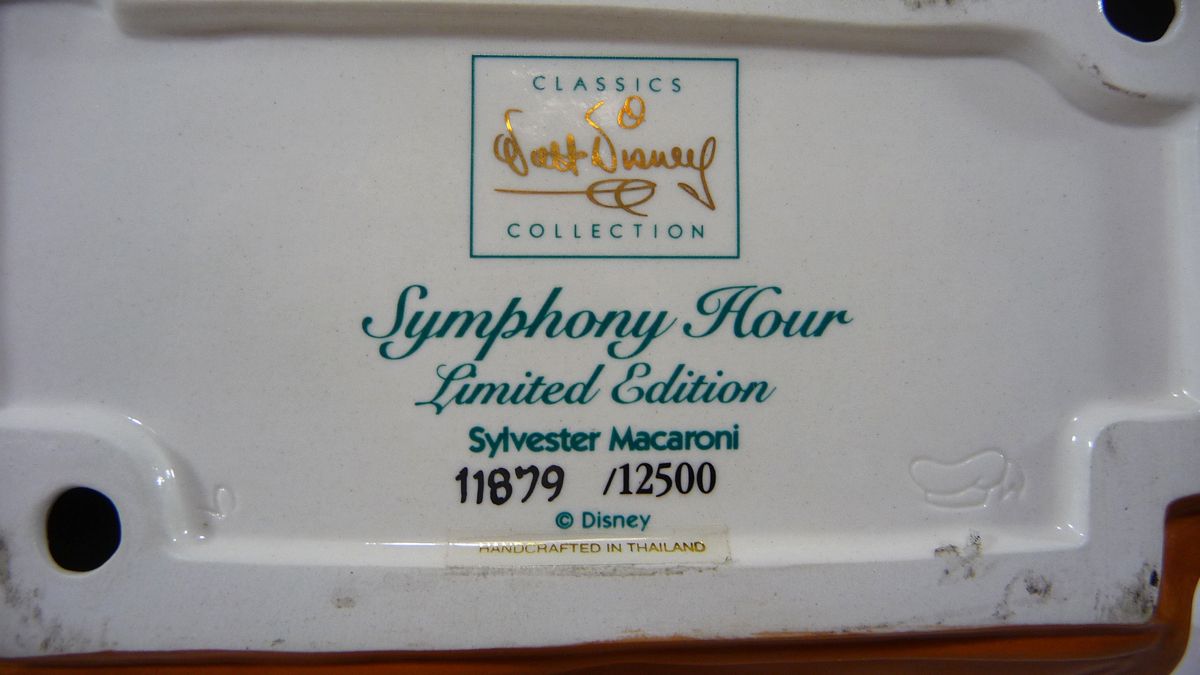 CLASSICS
Walt Disney
COLLECTION
Symphony Hour
Limited Edition
Sylvester Macaroni
11879 /12500
© Disney
HANDCRAFTED IN THAILAND